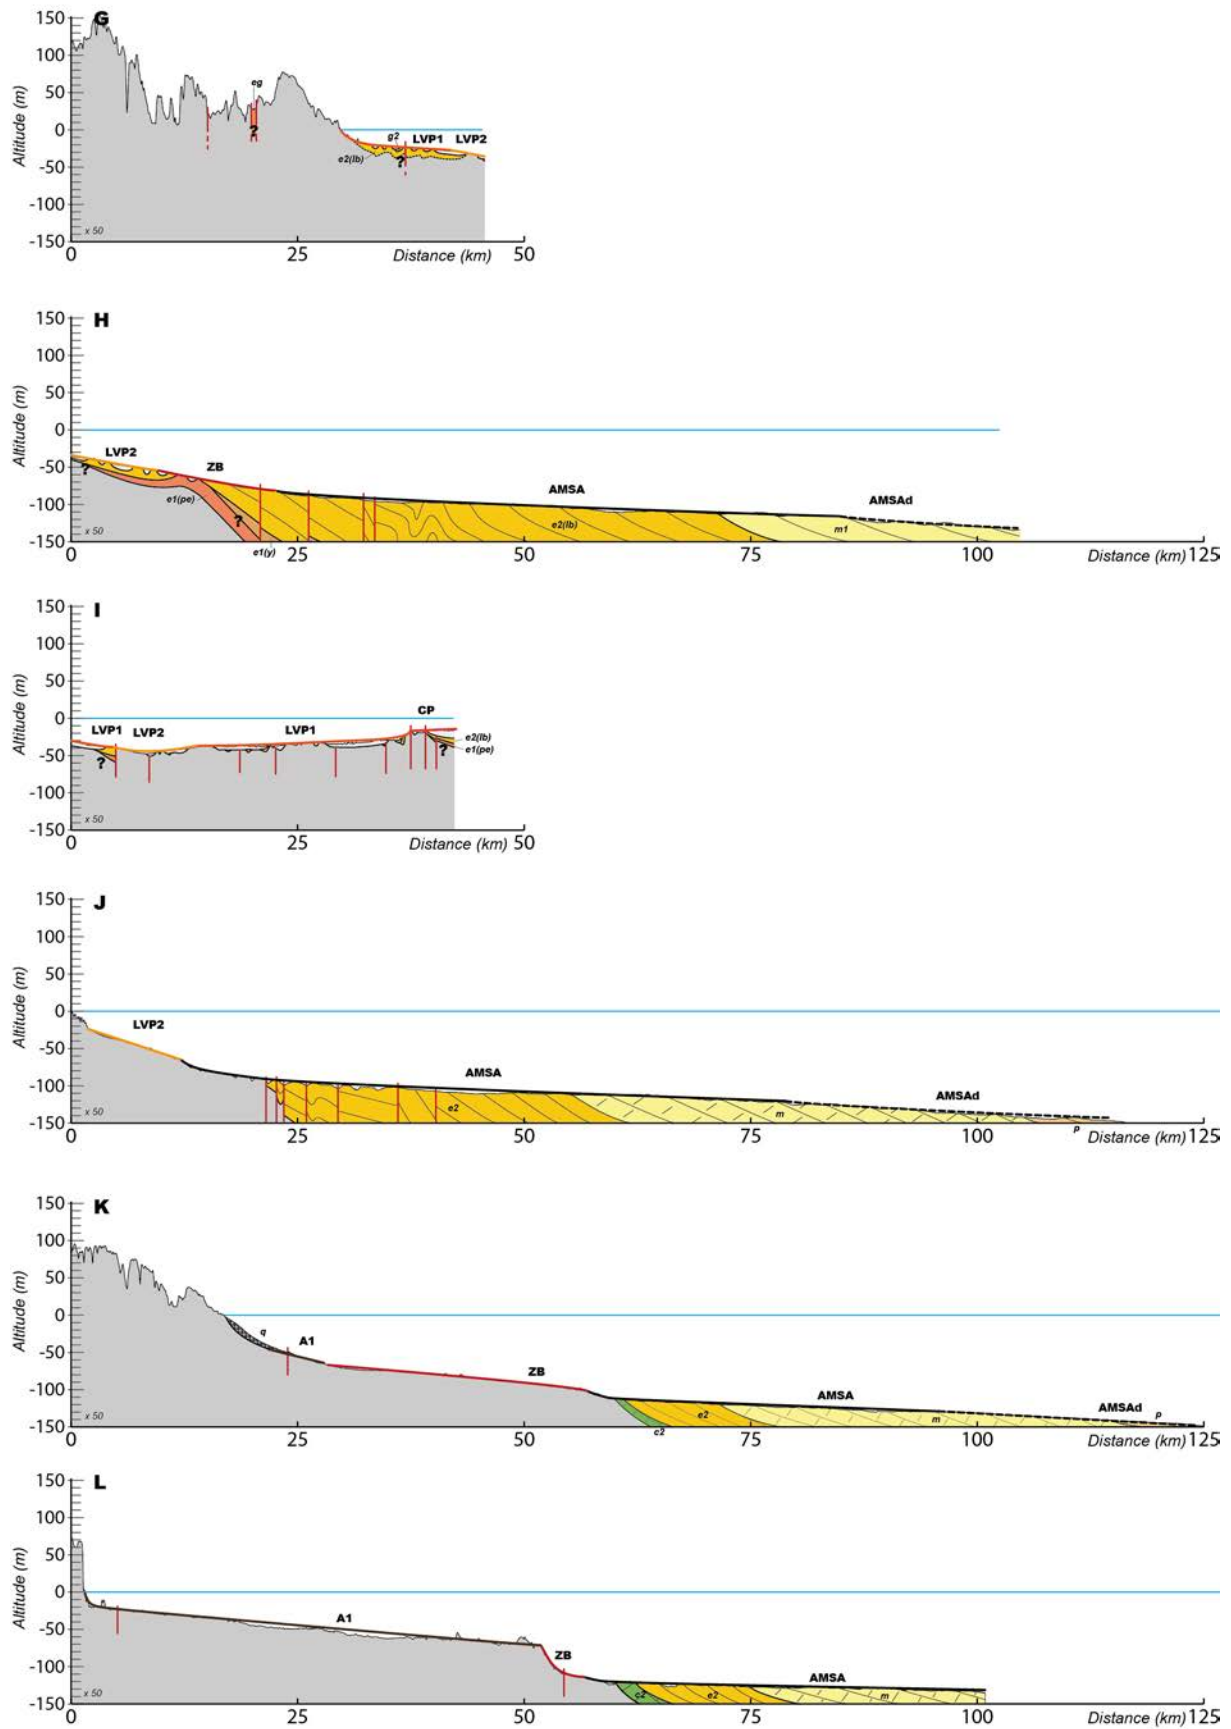 G
150
100
50
0
-50
-100
-150
Altitude (m)
eg
?
g2
LVP1
LVP2
e2(lb)
?
x 50
0
25
Distance (km)
50
H
150
100
50
0
-50
-100
-150
Altitude (m)
LVP2
ZB
AMSA
AMSAd
?
e1(pe)
?
e2(lb)
m1
x 50
e1(y)
0
25
50
75
100
Distance (km)
125
I
150
100
50
0
-50
-100
-150
Altitude (m)
CP
LVP1
LVP2
LVP1
e2(lb)
e1(pe)
?
?
x 50
0
25
Distance (km)
50
J
150
100
50
0
-50
-100
-150
Altitude (m)
LVP2
AMSA
AMSAd
x 50
e2
m
p
0
25
50
75
100
Distance (km)
125
K
150
100
50
0
-50
-100
-150
Altitude (m)
q
A1
ZB
AMSA
AMSAd
p
x 50
e2
m
c2
0
25
50
75
100
Distance (km)
125
L
150
100
50
0
-50
-100
-150
Altitude (m)
A1
ZB
AMSA
x 50
c2
e2
m
0
25
50
75
100
Distance (km)
125